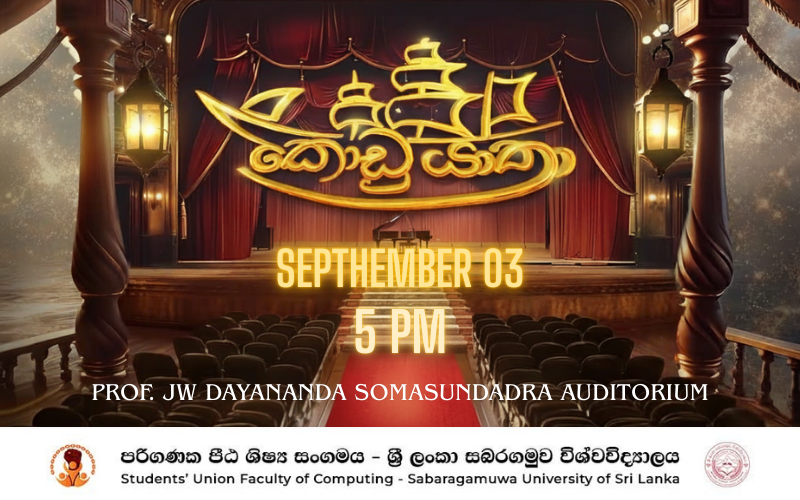 කොඩුයාකා
SEPTHEMBER 03
5 PM
PROF. JW DAYANANDA SOMASUNDADRA AUDITORIUM
පරිගණක පීඨ ශිෂ්‍ය සංගමය - ශ්‍රී ලංකා සබරගමුව විශ්වවිද්‍යාලය
Students' Union Faculty of Computing - Sabaragamuwa University of Sri Lanka